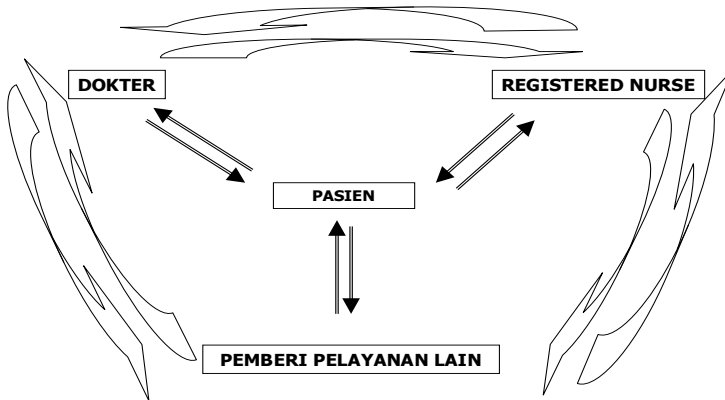 DOKTER
REGISTERED NURSE
PASIEN
PEMBERI PELAYANAN LAIN